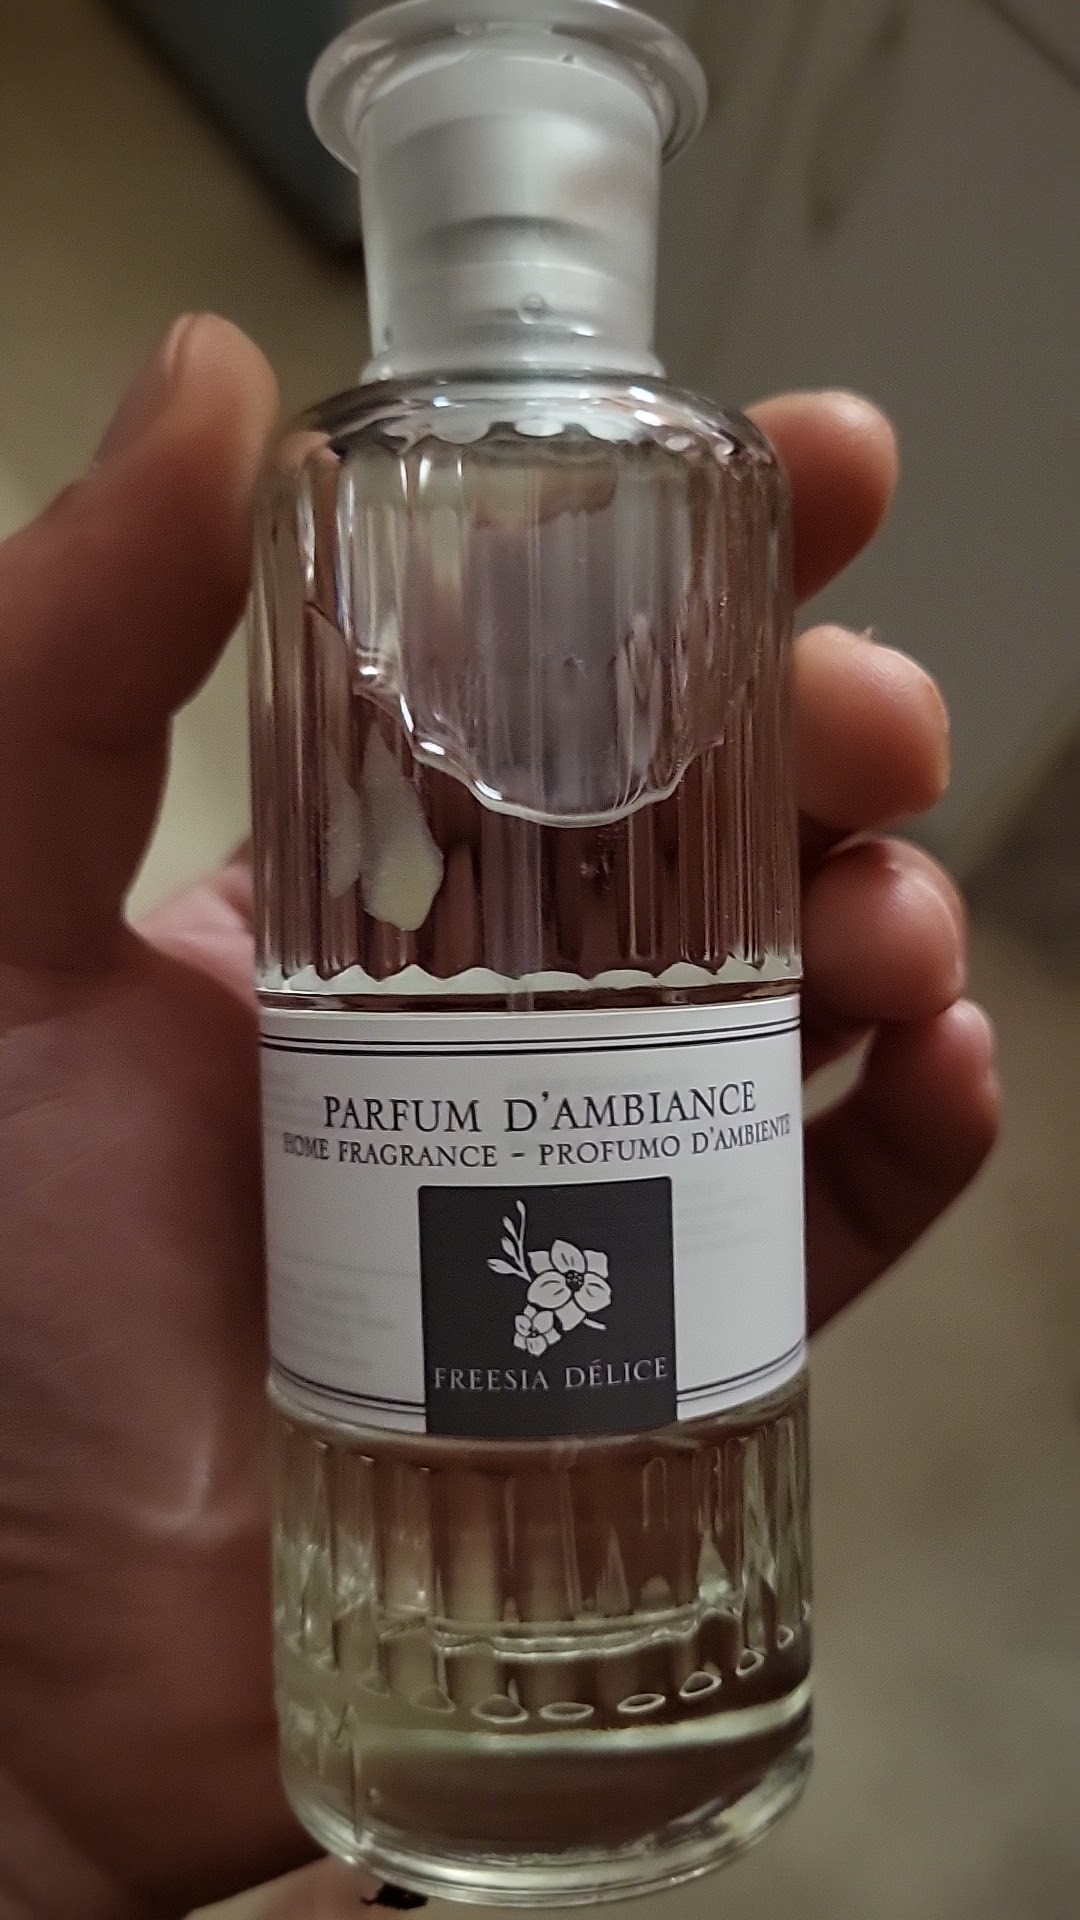 PARFUM D'AMBIANCE
HOME FRAGRANCE - PROFUMO D'AMBIENTE
FREESIA DÉLICE